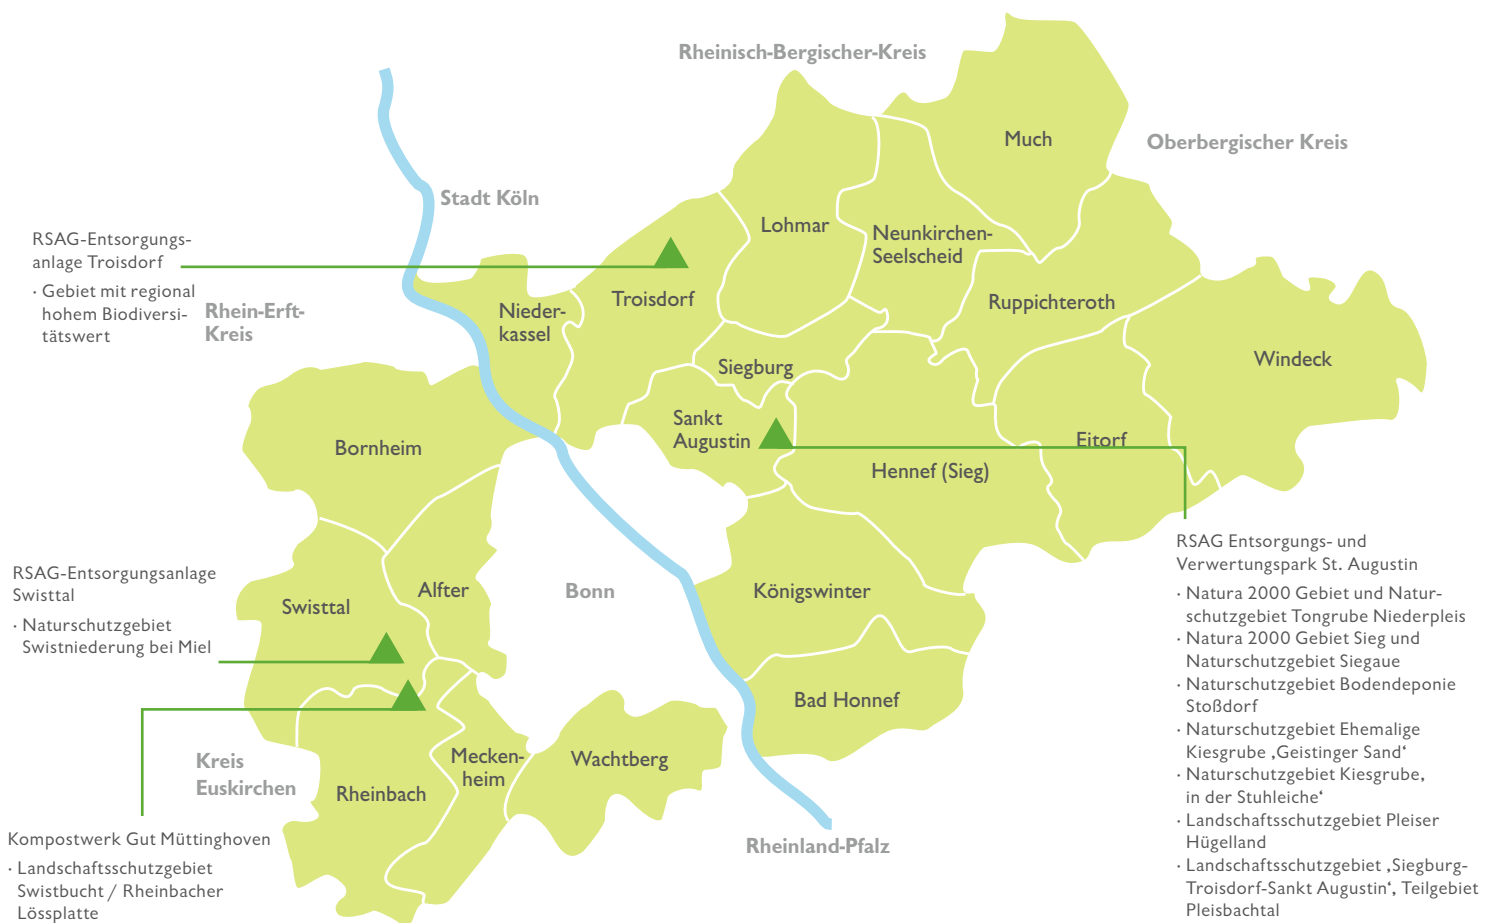 Rheinisch-Bergischer-Kreis
Much
Oberbergischer Kreis
Stadt Köln
Lohmar
Neunkirchen-
Seelscheid
RSAG-Entsorgungs-
anlage Troisdorf
· Gebiet mit regional
hohem Biodiversi-
tätswert
Rhein-Erft-
Kreis
Nieder-
kassel
Troisdorf
Ruppichteroth
Windeck
Siegburg
Sankt
Augustin
Bornheim
Eitorf
Hennef (Sieg)
RSAG-Entsorgungsanlage
Swisttal
· Naturschutzgebiet
Swistniederung bei Miel
Swisttal
Alfter
Bonn
Königswinter
Bad Honnef
Kreis
Euskirchen
Rheinbach
Mecken-
heim
Wachtberg
Rheinland-Pfalz
Kompostwerk Gut Müttinghoven
· Landschaftsschutzgebiet
Swistbucht / Rheinbacher
Lössplatte
RSAG Entsorgungs- und
Verwertungspark St. Augustin
· Natura 2000 Gebiet und Natur-
schutzgebiet Tongrube Niederpleis
· Natura 2000 Gebiet Sieg und
Naturschutzgebiet Siegaue
· Naturschutzgebiet Bodendeponie
Stoßdorf
· Naturschutzgebiet Ehemalige
Kiesgrube ‚Geistinger Sand‘
· Naturschutzgebiet Kiesgrube‚
in der Stuhleiche‘
· Landschaftsschutzgebiet Pleiser
Hügelland
· Landschaftsschutzgebiet ‚Siegburg-
Troisdorf-Sankt Augustin‘, Teilgebiet
Pleisbachtal